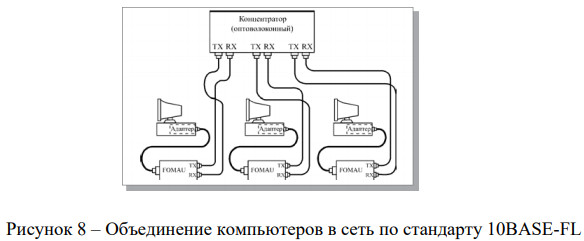 Концентратор
(оптоволоконный)
TX RX TX RX TX RX
Адаптер Адаптер Адаптер
TX TX TX
FOMAU FOMAU FOMAU
RX RX RX
Рисунок 8 – Объединение компьютеров в сеть по стандарту 10BASE-FL